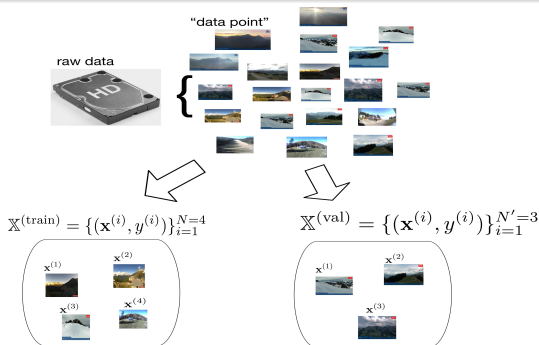 "data point"
raw data
HD
{
𝕏^(train) = {(x^(i), y^(i))}_{i=1}^{N=4}
𝕏^(val) = {(x^(i), y^(i))}_{i=1}^{N′=3}
x^(1)
x^(2)
x^(3)
x^(4)
x^(1)
x^(2)
x^(3)